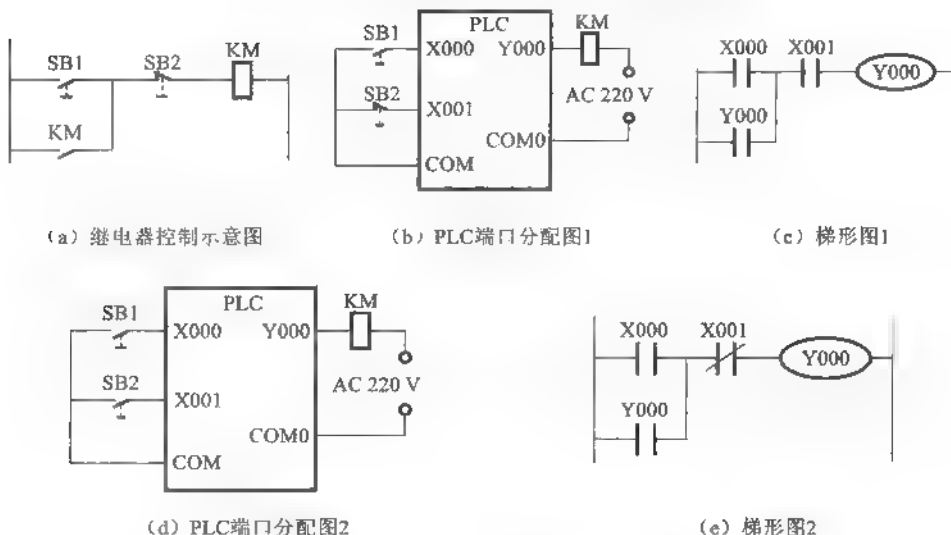 SB1
SB2
KM
KM
(a) 继电器控制示意图
PLC
SB1
X000
Y000
KM
SB2
X001
AC 220 V
COM0
COM
(b) PLC端口分配图1
X000
X001
Y000
Y000
(c) 梯形图1
PLC
SB1
X000
Y000
KM
SB2
X001
AC 220 V
COM0
COM
(d) PLC端口分配图2
X000
X001
Y000
Y000
(e) 梯形图2